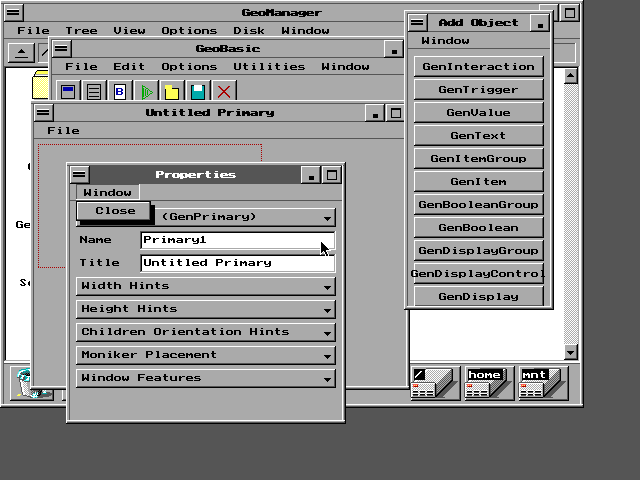 GeoManager
File Tree View Options Disk Window
GeoBasic
File Edit Options Utilities Window
B
Untitled Primary
File
Properties
Window
Close
(GenPrimary)
Name Primary1
Title Untitled Primary
Width Hints
Height Hints
Children Orientation Hints
Moniker Placement
Window Features
Add Object
Window
GenInteraction
GenTrigger
GenValue
GenText
GenItemGroup
GenItem
GenBooleanGroup
GenBoolean
GenDisplayGroup
GenDisplayControl
GenDisplay
Ge
S
/
home
mnt